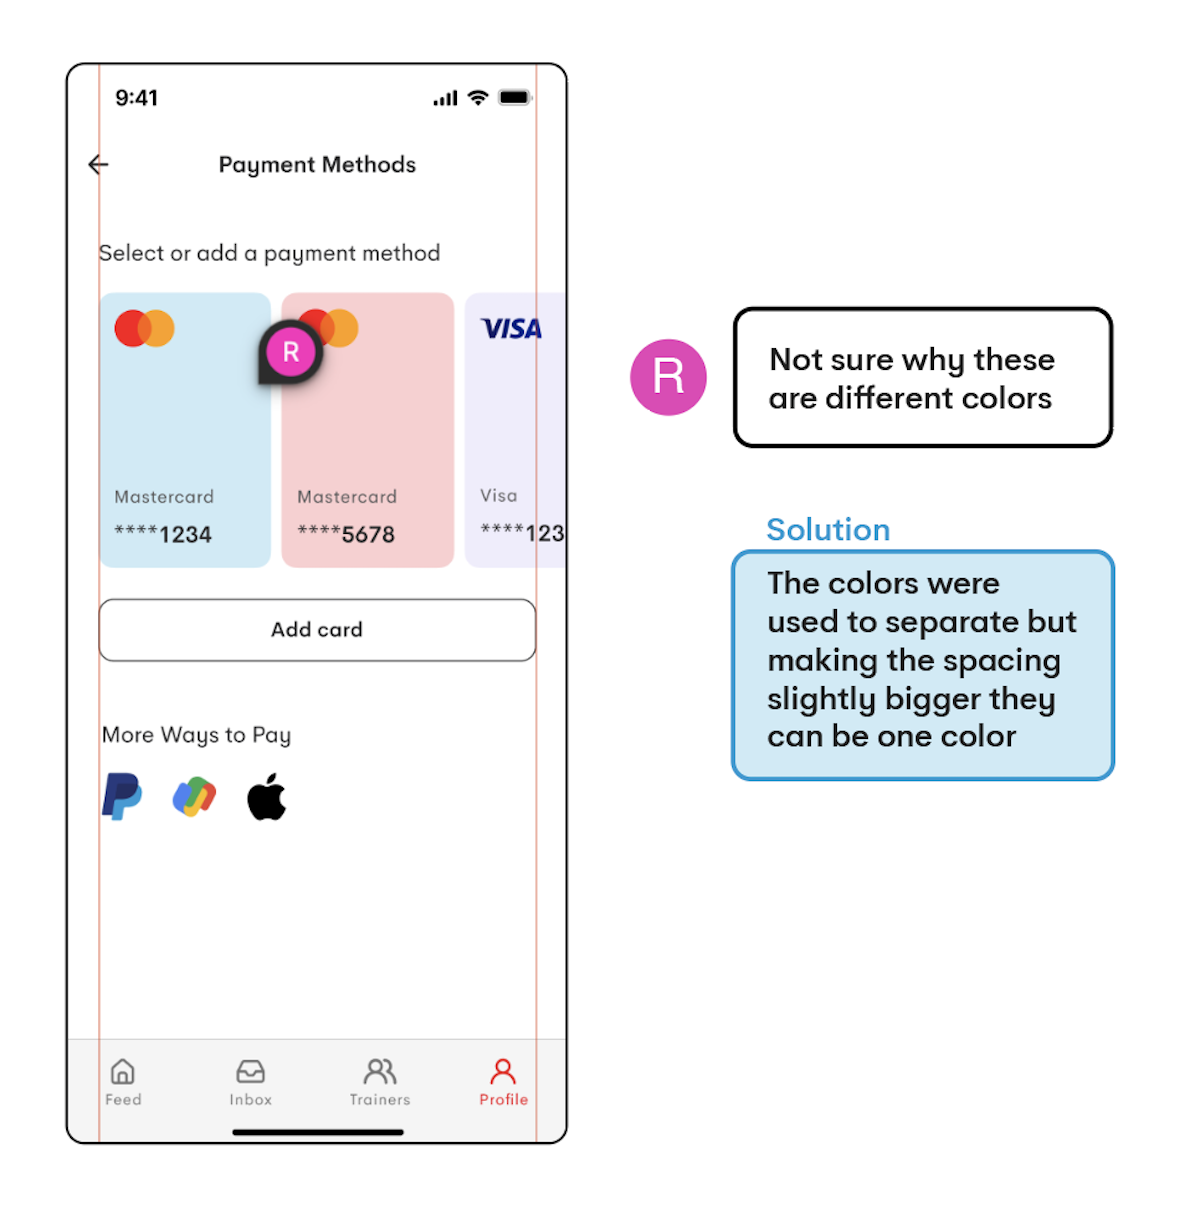 9:41
Payment Methods
Select or add a payment method
VISA
R
Mastercard
****1234
Mastercard
****5678
Visa
****123
Add card
More Ways to Pay
Feed
Inbox
Trainers
Profile
R
Not sure why these
are different colors
Solution
The colors were
used to separate but
making the spacing
slightly bigger they
can be one color